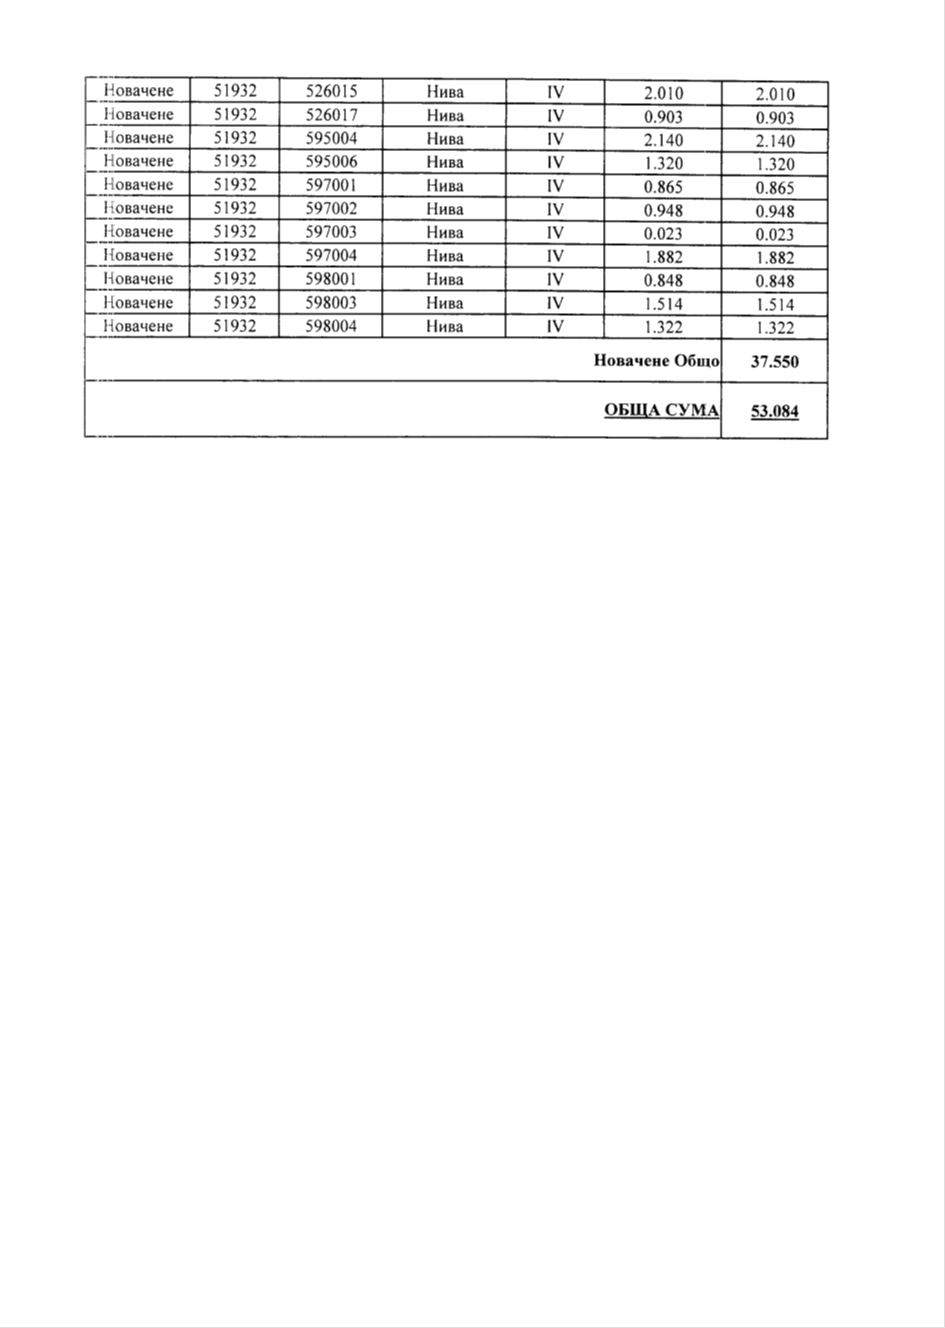 Новачене 51932 526015 Нива IV 2.010 2.010
Новачене 51932 526017 Нива IV 0.903 0.903
Новачене 51932 595004 Нива IV 2.140 2.140
Новачене 51932 595006 Нива IV 1.320 1.320
Новачене 51932 597001 Нива IV 0.865 0.865
Новачене 51932 597002 Нива IV 0.948 0.948
Новачене 51932 597003 Нива IV 0.023 0.023
Новачене 51932 597004 Нива IV 1.882 1.882
Новачене 51932 598001 Нива IV 0.848 0.848
Новачене 51932 598003 Нива IV 1.514 1.514
Новачене 51932 598004 Нива IV 1.322 1.322
Новачене Общо 37.550
ОБЩА СУМА 53.084